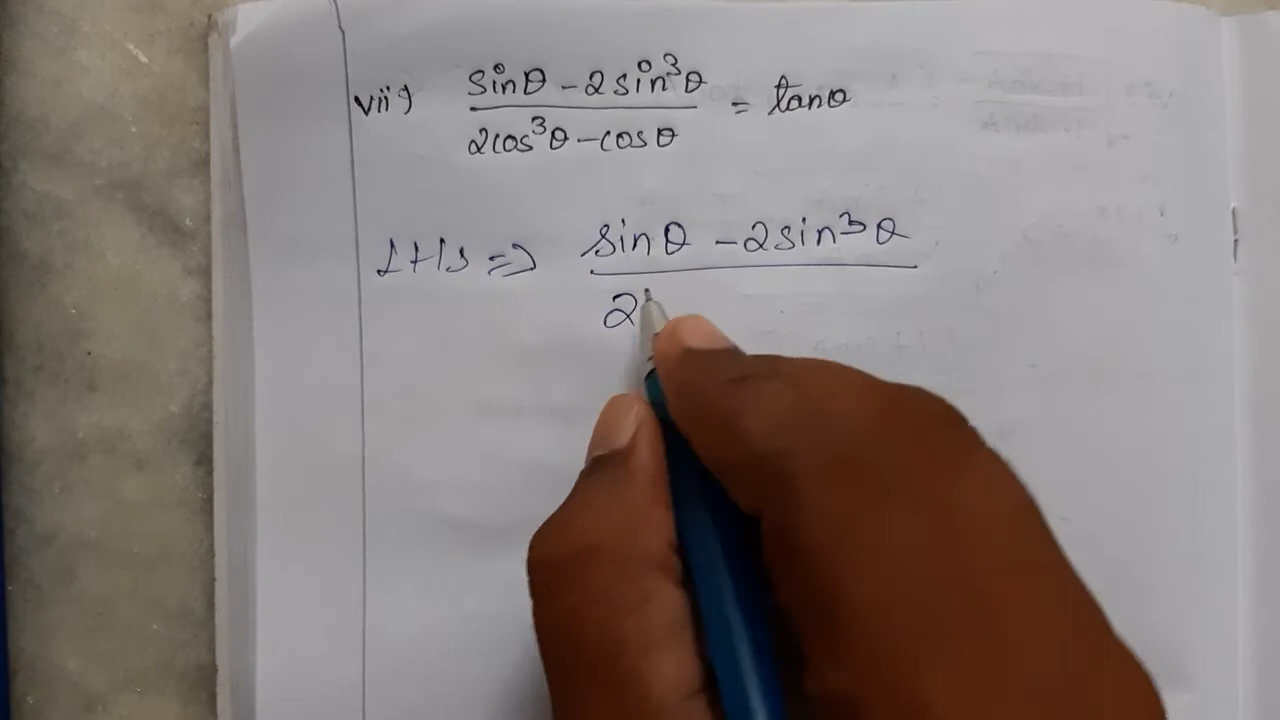 vii) sinθ - 2sin³θ / 2cos³θ - cosθ = tanθ
LHS => sinθ - 2sin³θ
2